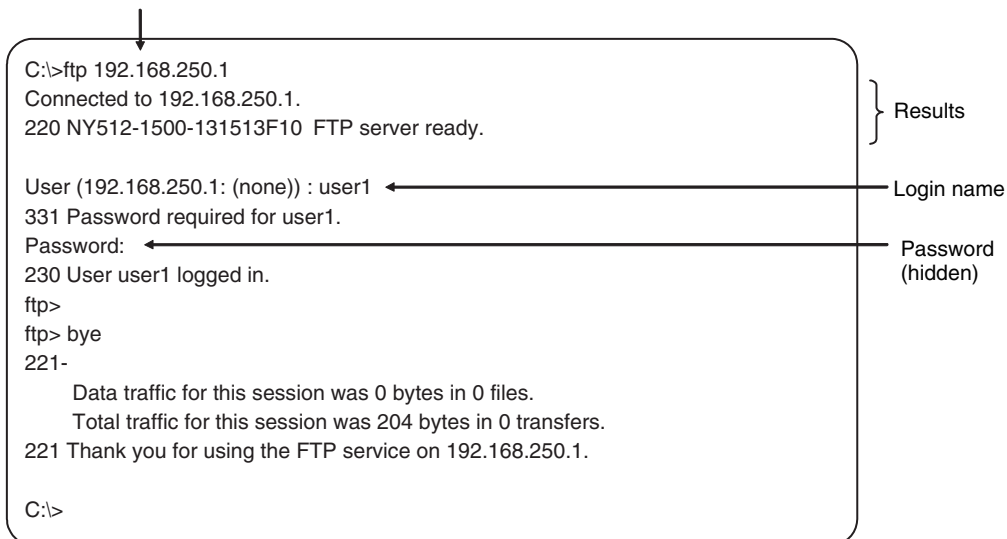 C:\>ftp 192.168.250.1
Connected to 192.168.250.1.
220 NY512-1500-131513F10  FTP server ready.
Results
User (192.168.250.1: (none)) : user1
Login name
331 Password required for user1.
Password:
Password
(hidden)
230 User user1 logged in.
ftp>
ftp> bye
221-
Data traffic for this session was 0 bytes in 0 files.
Total traffic for this session was 204 bytes in 0 transfers.
221 Thank you for using the FTP service on 192.168.250.1.
C:\>